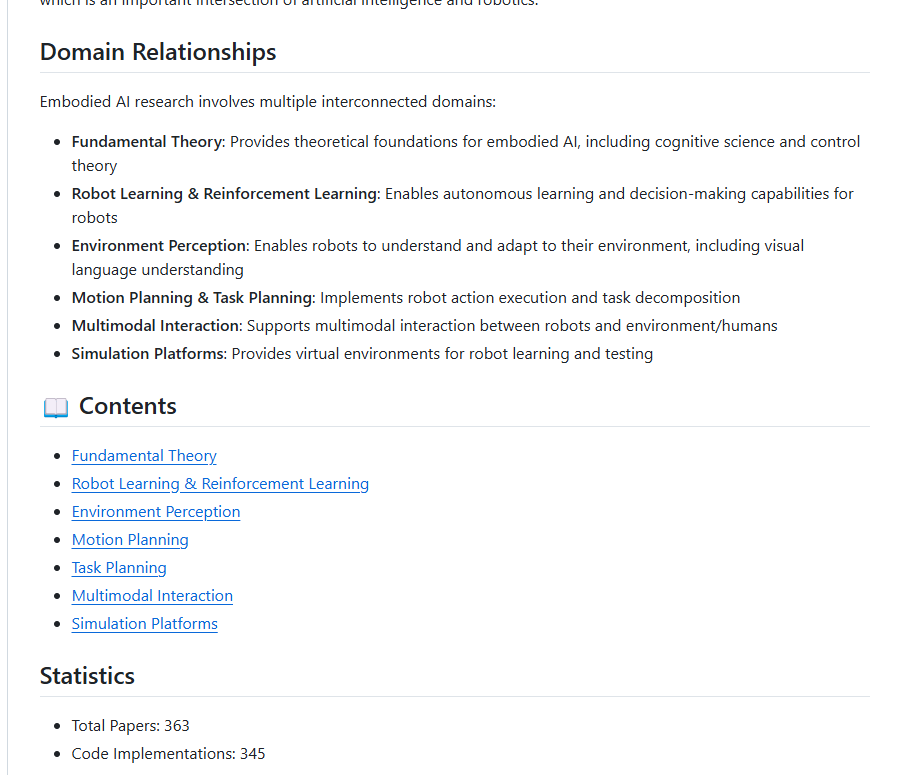 which is an important intersection of artificial intelligence and robotics.
Domain Relationships
Embodied AI research involves multiple interconnected domains:
Fundamental Theory: Provides theoretical foundations for embodied AI, including cognitive science and control
theory
Robot Learning & Reinforcement Learning: Enables autonomous learning and decision-making capabilities for
robots
Environment Perception: Enables robots to understand and adapt to their environment, including visual
language understanding
Motion Planning & Task Planning: Implements robot action execution and task decomposition
Multimodal Interaction: Supports multimodal interaction between robots and environment/humans
Simulation Platforms: Provides virtual environments for robot learning and testing
📖 Contents
Fundamental Theory
Robot Learning & Reinforcement Learning
Environment Perception
Motion Planning
Task Planning
Multimodal Interaction
Simulation Platforms
Statistics
Total Papers: 363
Code Implementations: 345